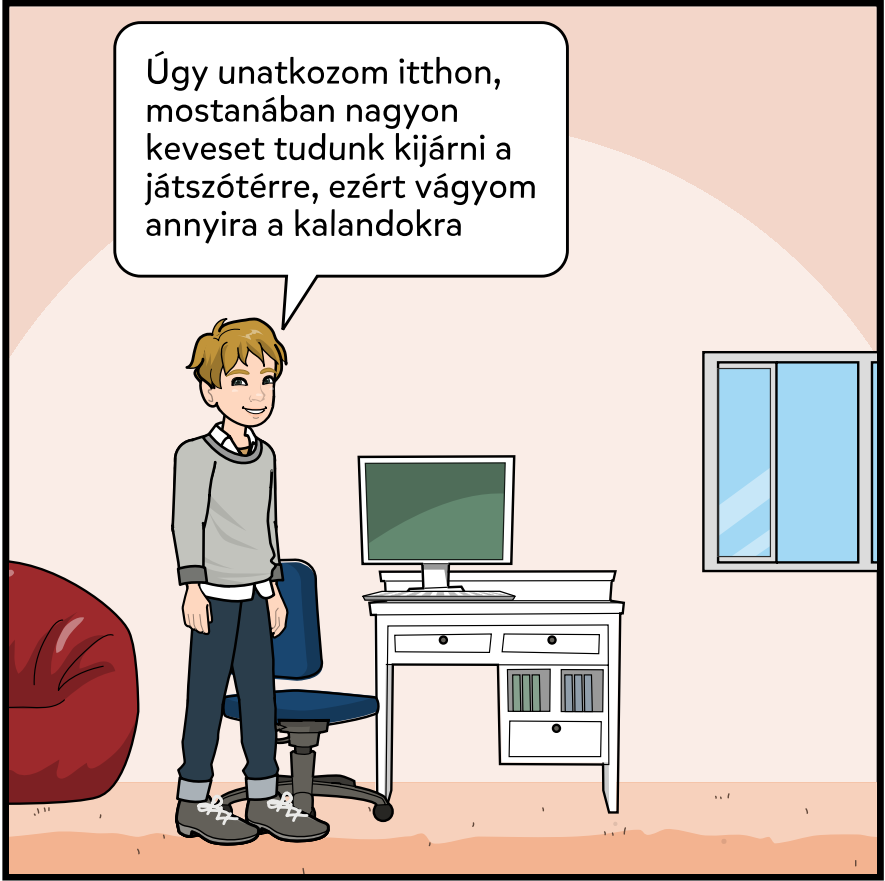 Úgy unatkozom itthon,
mostanában nagyon
keveset tudunk kijárni a
játszótérre, ezért vágyom
annyira a kalandokra